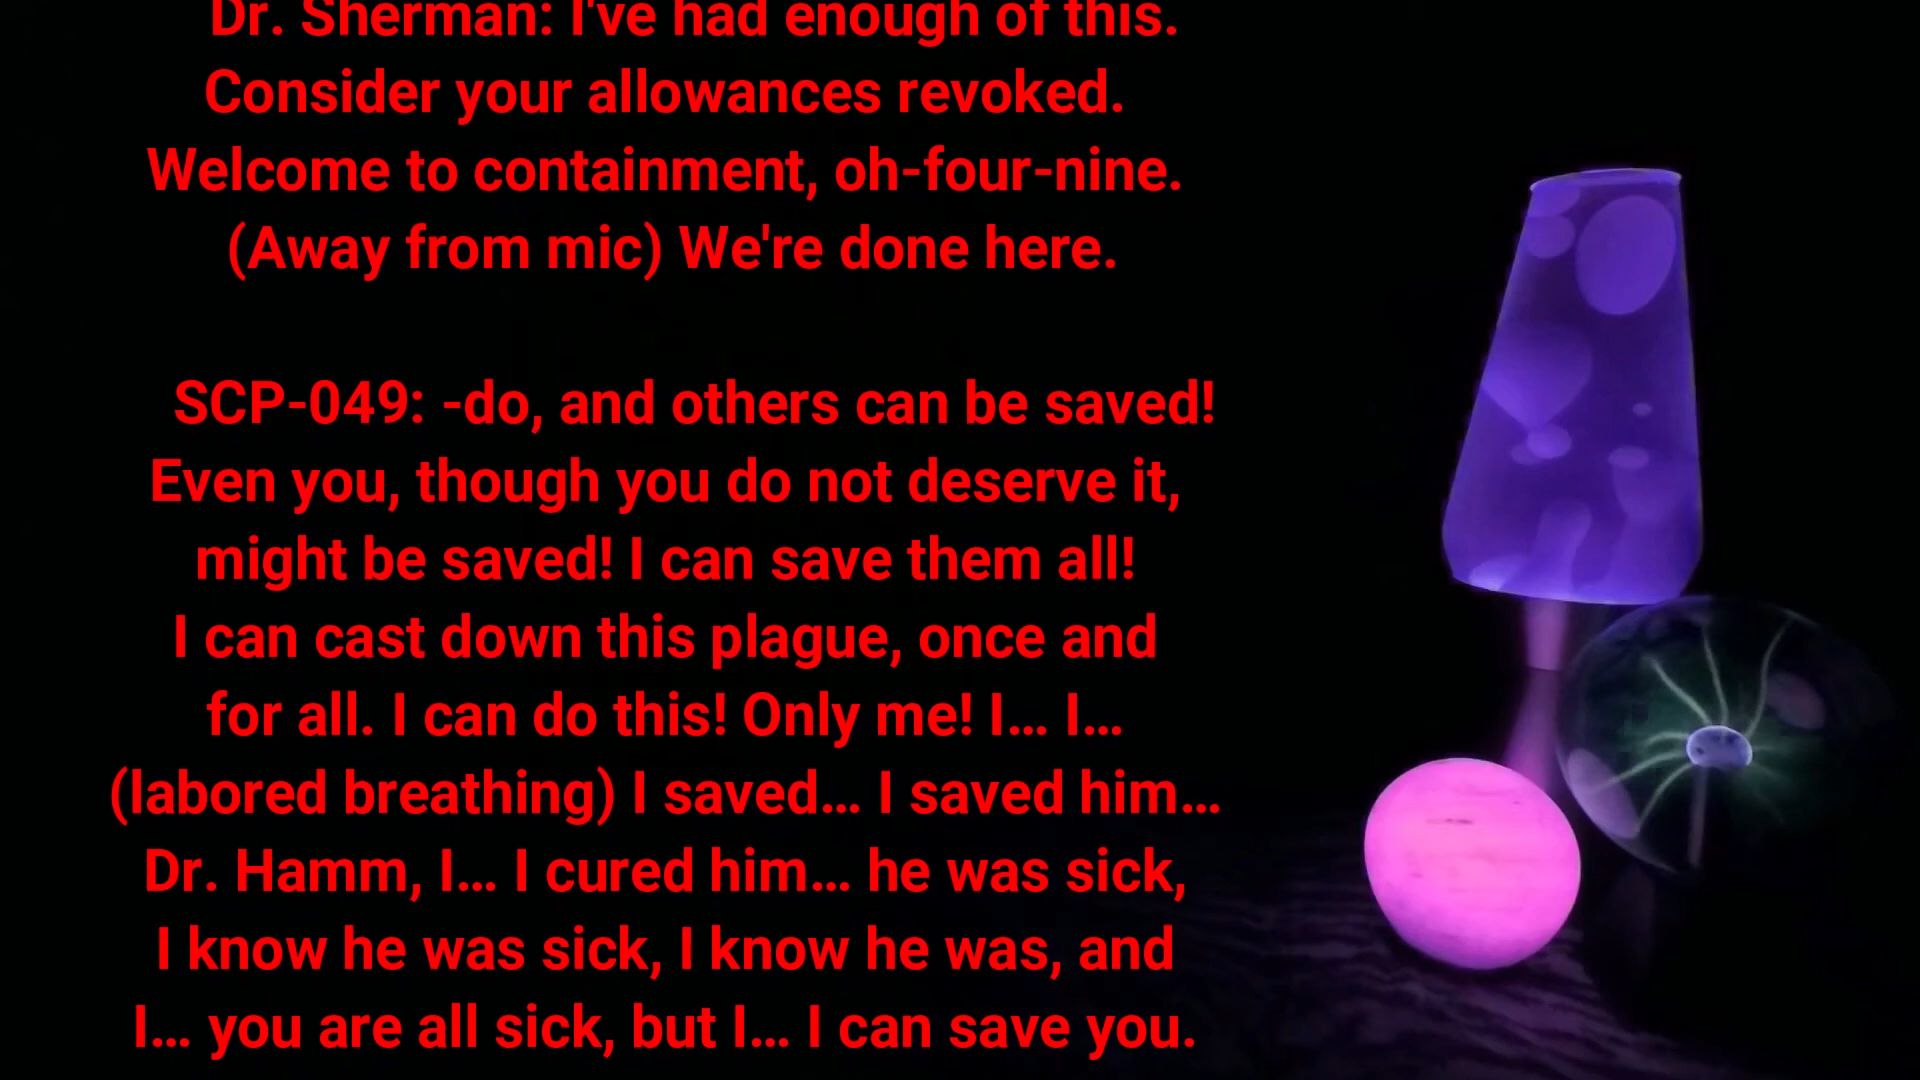 Dr. Sherman: I've had enough of this.
Consider your allowances revoked.
Welcome to containment, oh-four-nine.
(Away from mic) We're done here.
SCP-049: -do, and others can be saved!
Even you, though you do not deserve it,
might be saved! I can save them all!
I can cast down this plague, once and
for all. I can do this! Only me! I... I...
(labored breathing) I saved... I saved him...
Dr. Hamm, I... I cured him... he was sick,
I know he was sick, I know he was, and
I... you are all sick, but I... I can save you.